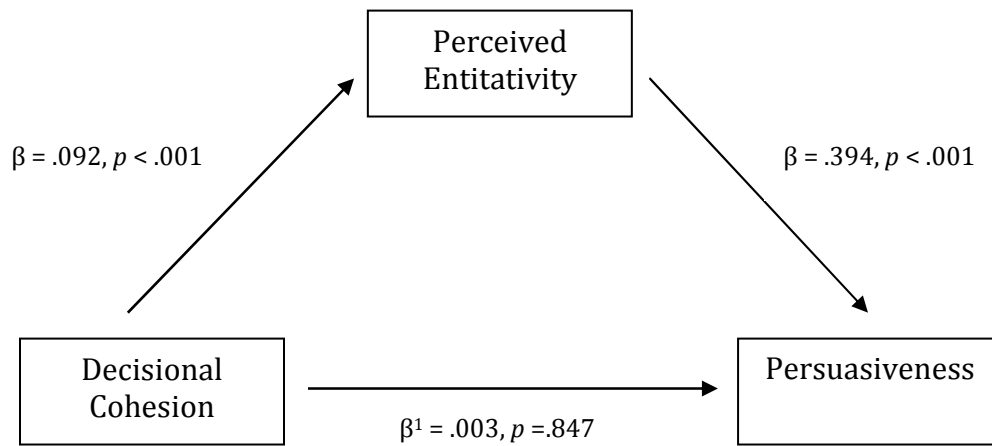 Perceived
Entitativity
β = .092, p < .001
β = .394, p < .001
Decisional
Cohesion
Persuasiveness
β¹ = .003, p =.847